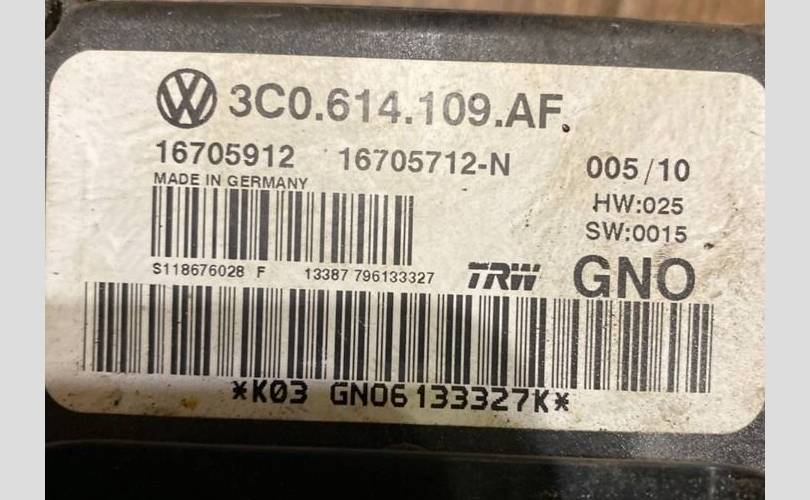 3C0.614.109.AF.
16705912 16705712-N 005/10
MADE IN GERMANY
HW:025
SW:0015
S118676028 F 13387 796133327
TRW GNO
*K03 GNO6133327K*